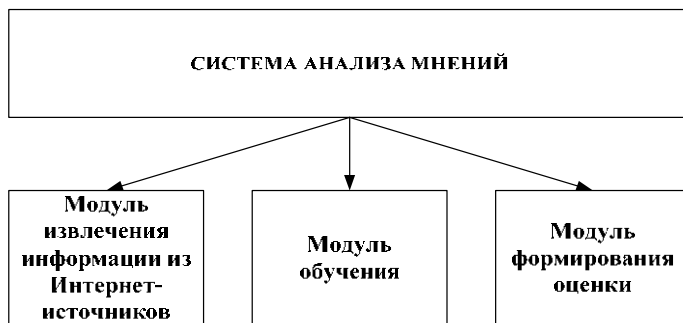 СИСТЕМА АНАЛИЗА МНЕНИЙ
Модуль
извлечения
информации из
Интернет-
источников
Модуль
обучения
Модуль
формирования
оценки